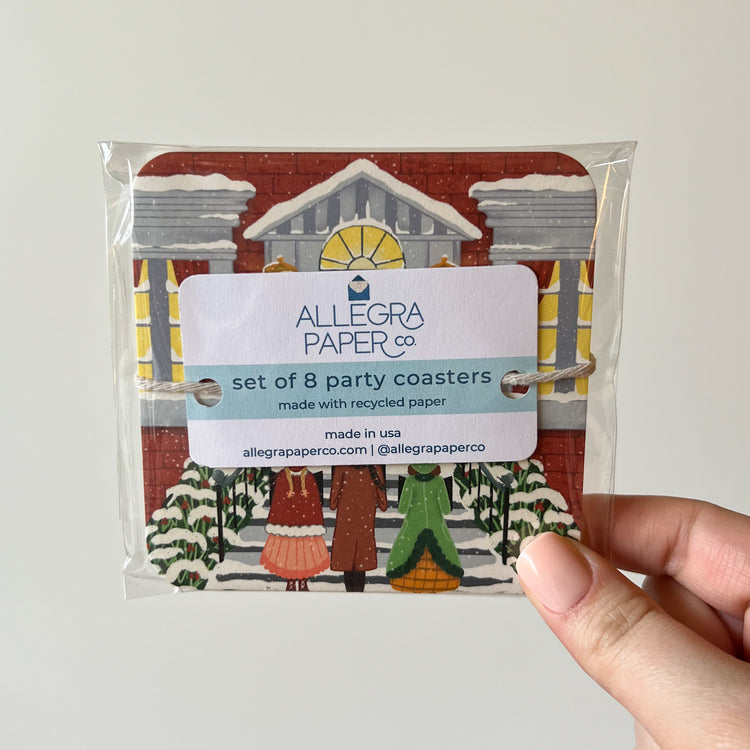 ALLEGRA
PAPER CO.
set of 8 party coasters
made with recycled paper
made in usa
allegrapaperco.com | @allegrapaperco